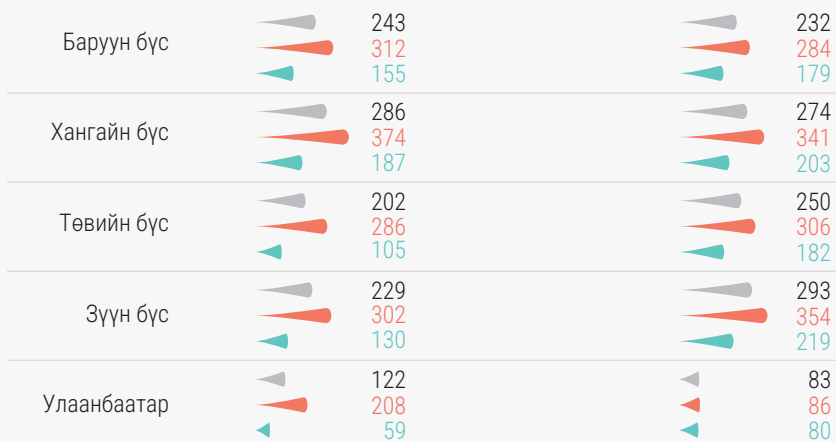 243 232
Баруун бүс 312 284
155 179
286 274
Хангайн бүс 374 341
187 203
202 250
Төвийн бүс 286 306
105 182
229 293
Зүүн бүс 302 354
130 219
122 83
Улаанбаатар 208 86
59 80